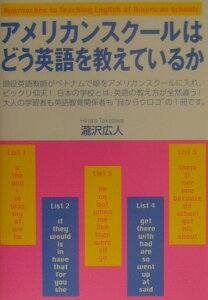 Approaches to Teaching English of American Schools
アメリカンスクールは
どう英語を教えているか
現役英語教師がベトナムで娘をアメリカンスクールに入れ、
ビックリ仰天！日本の学校とは、英語の教え方が全然違う！
大人の学習者も英語教育関係者も“目からウロコ”の1冊です。
Hiroto Takizawa
瀧沢広人
List 1
a
the
and
to
was
my
of
we
List 2
it
they
would
is
in
have
that
for
you
she
List 3
be
on
but
when
me
like
then
were
all
go
List 4
get
there
with
had
are
so
went
up
at
said
List 5
them
if
her
one
because
do
school
got
his
about